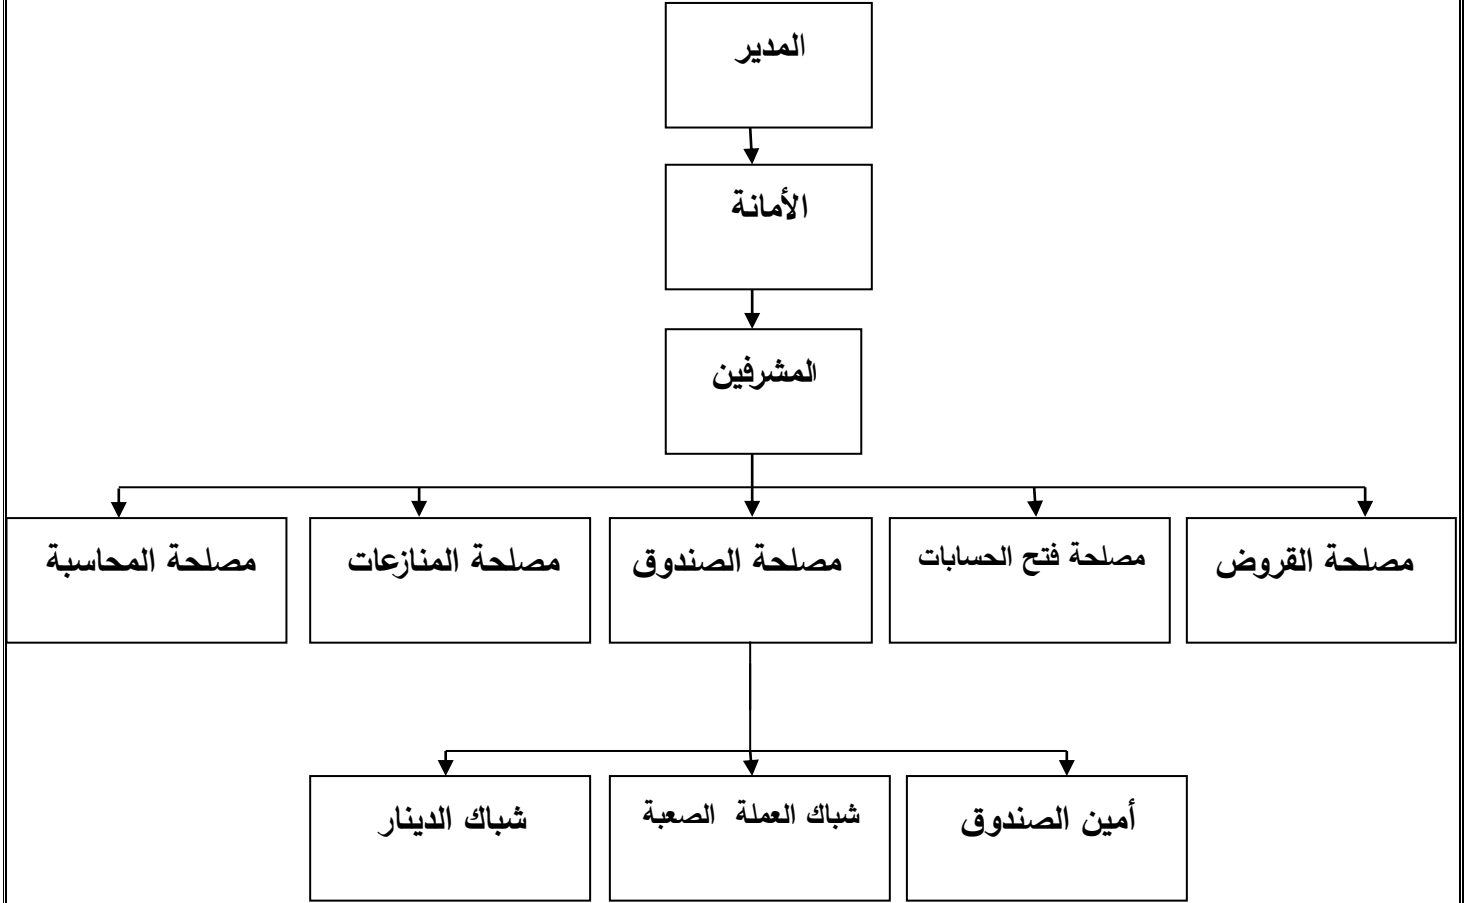 المدير
الأمانة
المشرفين
مصلحة القروض
مصلحة فتح الحسابات
مصلحة الصندوق
مصلحة المنازعات
مصلحة المحاسبة
أمين الصندوق
شباك العملة الصعبة
شباك الدينار